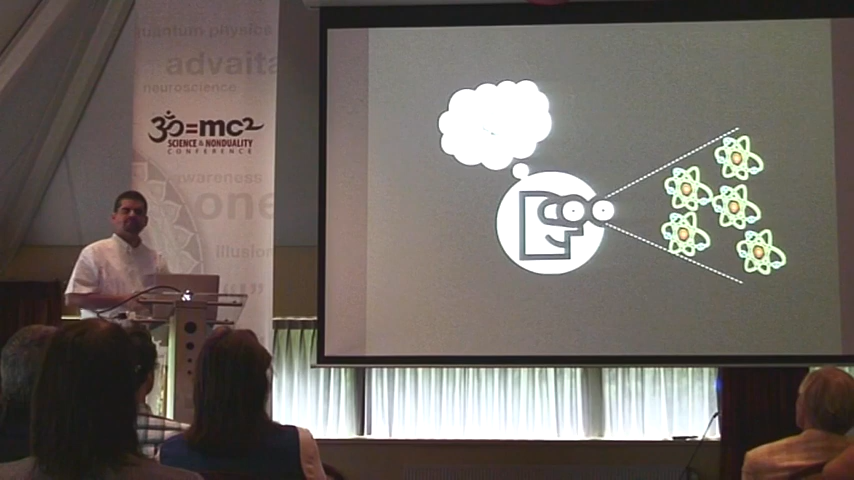 quantum physics
advaita
neuroscience
ॐ=mc²
SCIENCE & NONDUALITY
CONFERENCE
awareness
one
illusion